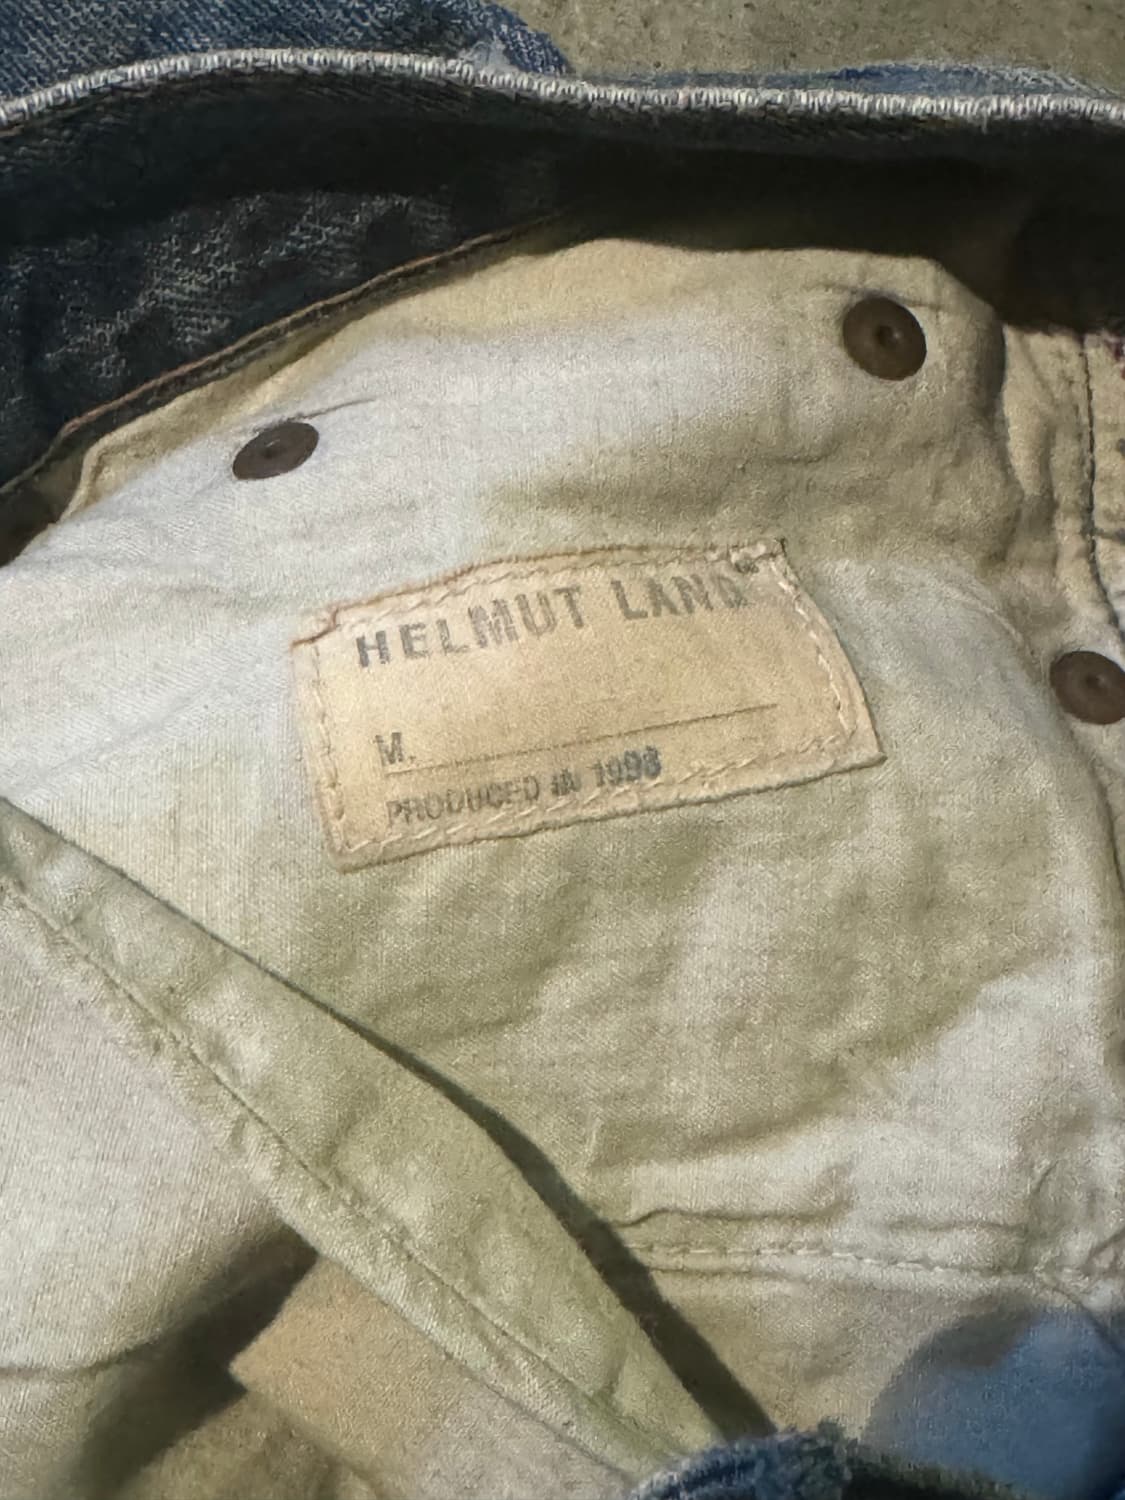 HELMUT LANG
M.
PRODUCED IN 1998